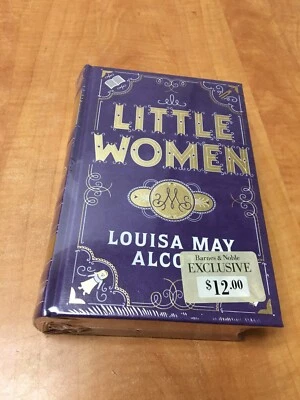 LITTLE
WOMEN
LOUISA MAY
ALCO
Barnes & Noble
EXCLUSIVE
$12.00